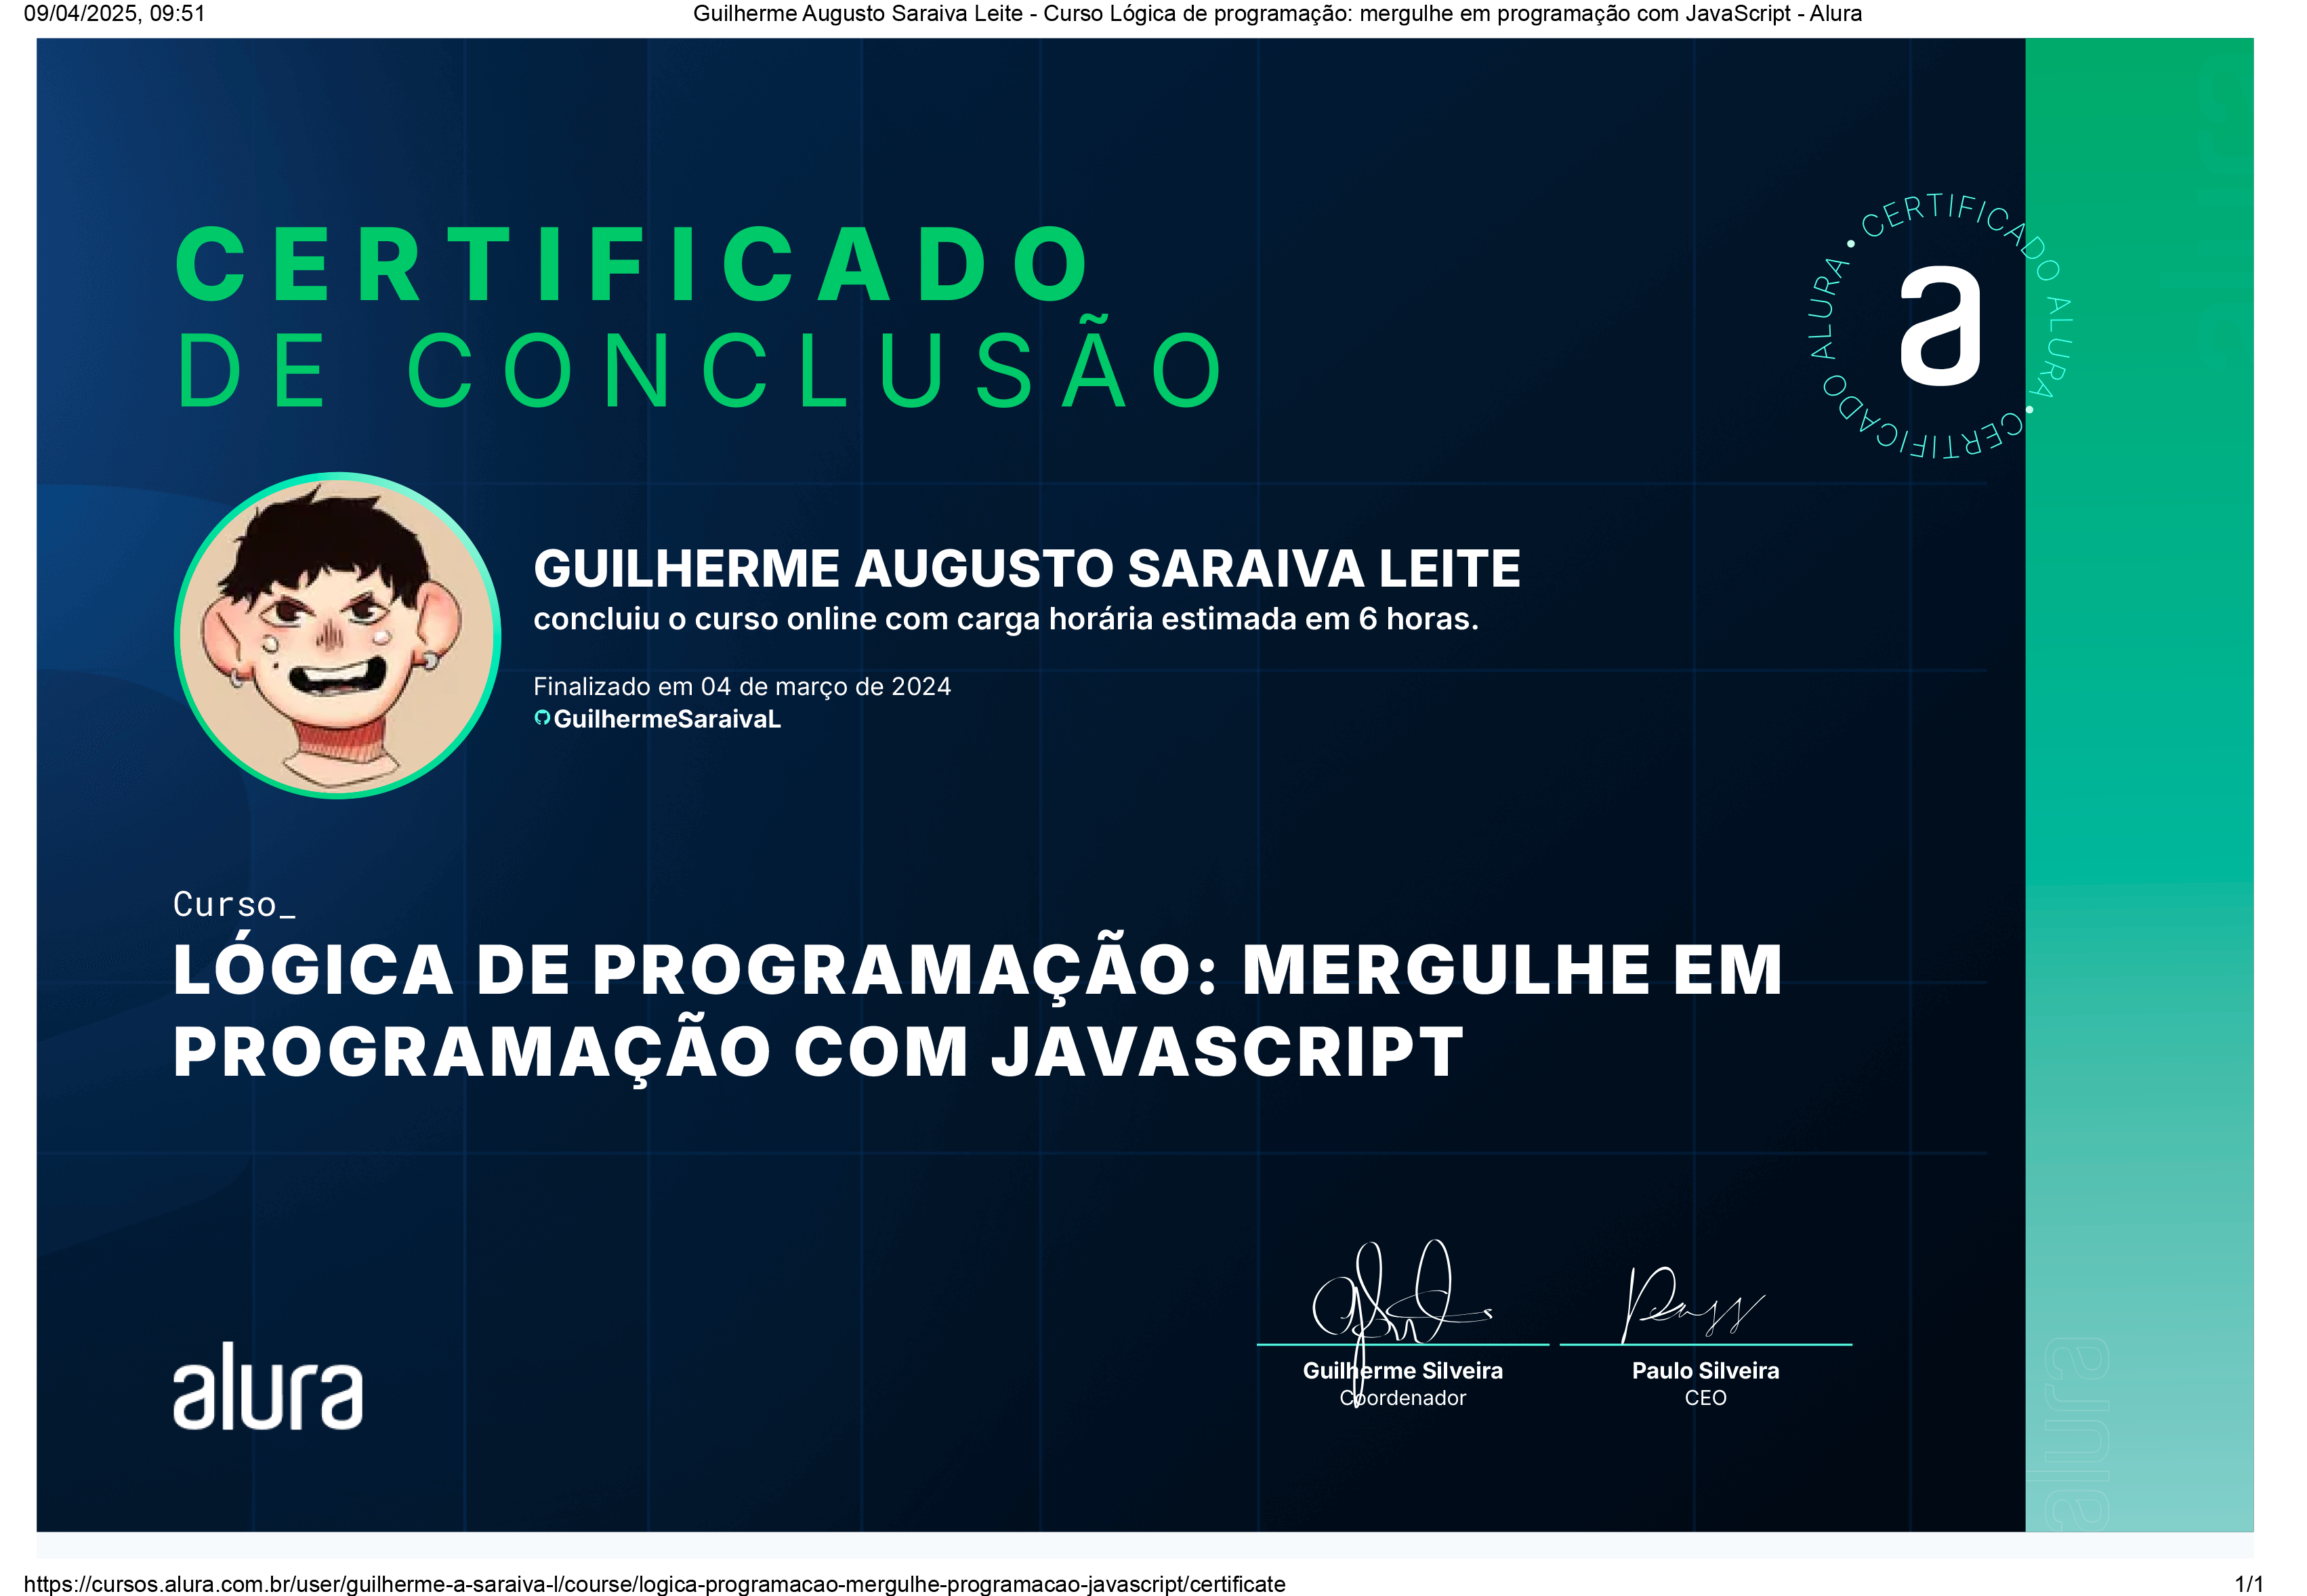 09/04/2025, 09:51
Guilherme Augusto Saraiva Leite - Curso Lógica de programação: mergulhe em programação com JavaScript - Alura
CERTIFICADO
DE CONCLUSÃO
CERTIFICADO ALURA • CERTIFICADO ALURA •
a
GUILHERME AUGUSTO SARAIVA LEITE
concluiu o curso online com carga horária estimada em 6 horas.
Finalizado em 04 de março de 2024
GuilhermeSaraivaL
Curso_
LÓGICA DE PROGRAMAÇÃO: MERGULHE EM
PROGRAMAÇÃO COM JAVASCRIPT
alura
Guilherme Silveira
Coordenador
Paulo Silveira
CEO
alura
https://cursos.alura.com.br/user/guilherme-a-saraiva-l/course/logica-programacao-mergulhe-programacao-javascript/certificate
1/1